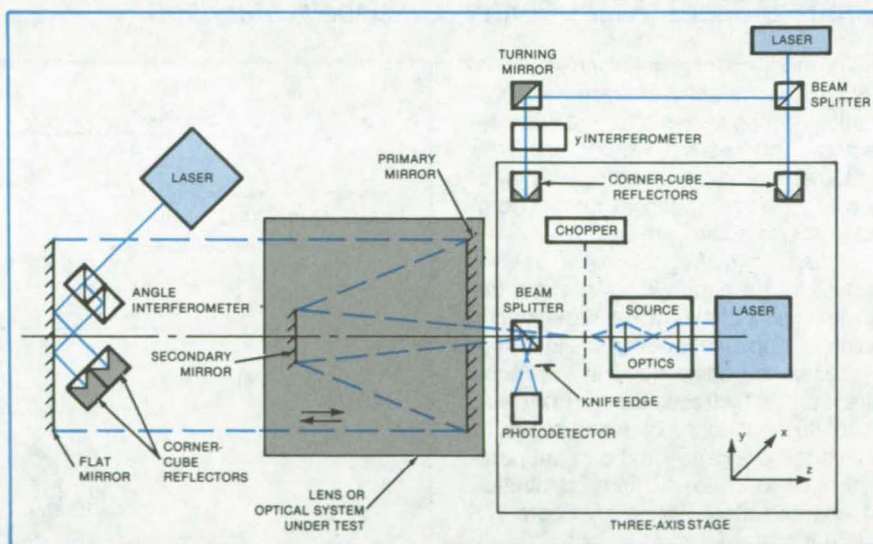 LASER
TURNING
MIRROR
BEAM
SPLITTER
y INTERFEROMETER
PRIMARY
MIRROR
LASER
CORNER-CUBE
REFLECTORS
CHOPPER
ANGLE
INTERFEROMETER
BEAM
SPLITTER
SOURCE
OPTICS
LASER
SECONDARY
MIRROR
KNIFE EDGE
PHOTODETECTOR
CORNER-
CUBE
REFLECTORS
FLAT
MIRROR
LENS OR
OPTICAL SYSTEM
UNDER TEST
y
x
z
THREE-AXIS STAGE